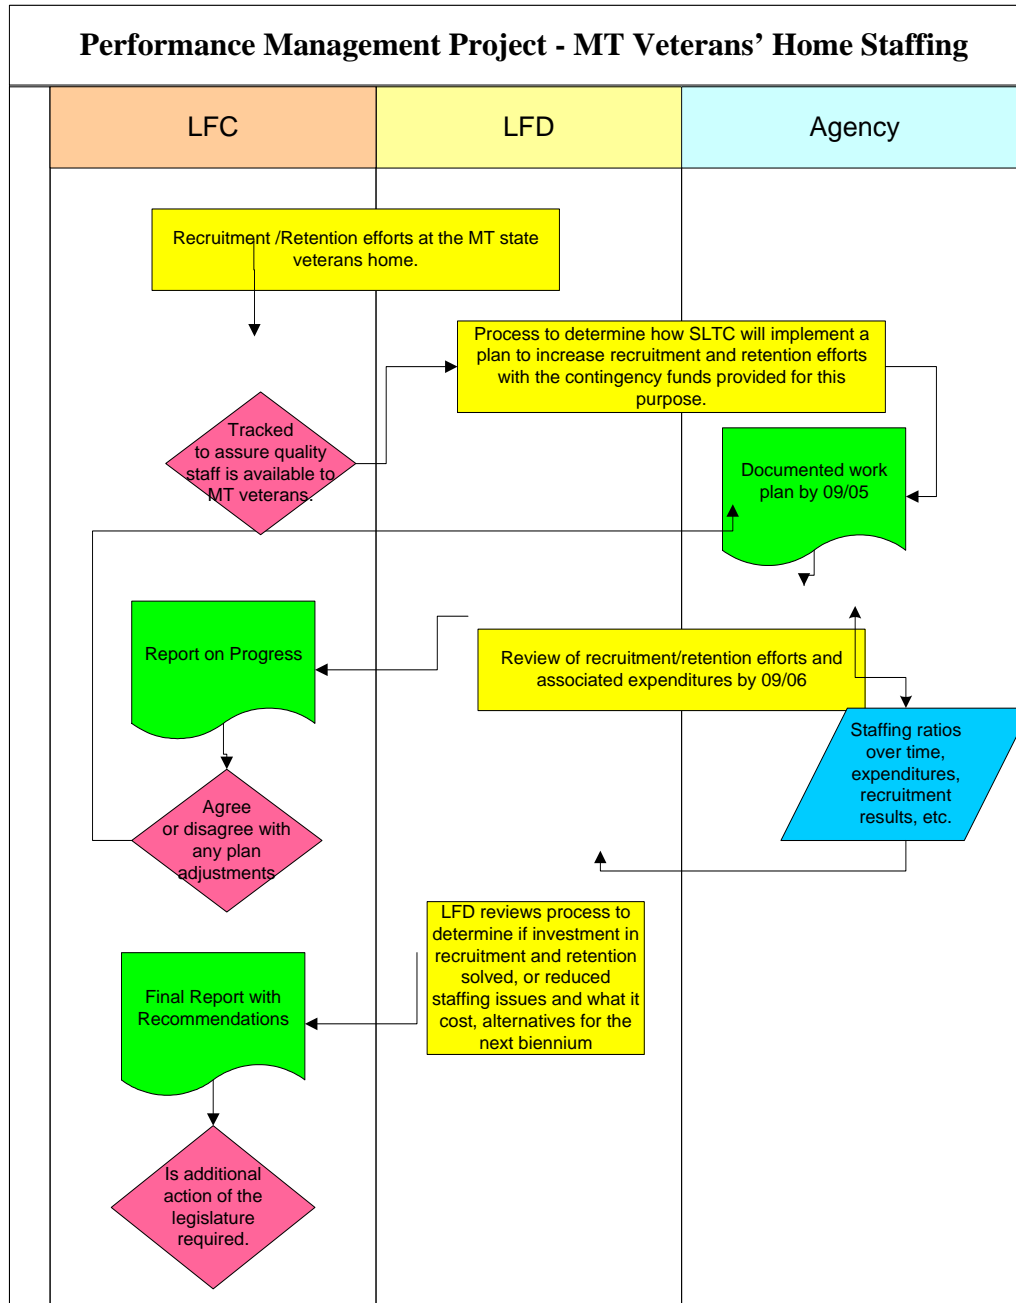 Performance Management Project - MT Veterans’ Home Staffing
LFC
LFD
Agency
Recruitment /Retention efforts at the MT state
veterans home.
Process to determine how SLTC will implement a
plan to increase recruitment and retention efforts
with the contingency funds provided for this
purpose.
Tracked
to assure quality
staff is available to
MT veterans.
Documented work
plan by 09/05
Report on Progress
Review of recruitment/retention efforts and
associated expenditures by 09/06
Staffing ratios
over time,
expenditures,
recruitment
results, etc.
Agree
or disagree with
any plan
adjustments
LFD reviews process to
determine if investment in
recruitment and retention
solved, or reduced
staffing issues and what it
cost, alternatives for the
next biennium
Final Report with
Recommendations
Is additional
action of the
legislature
required.